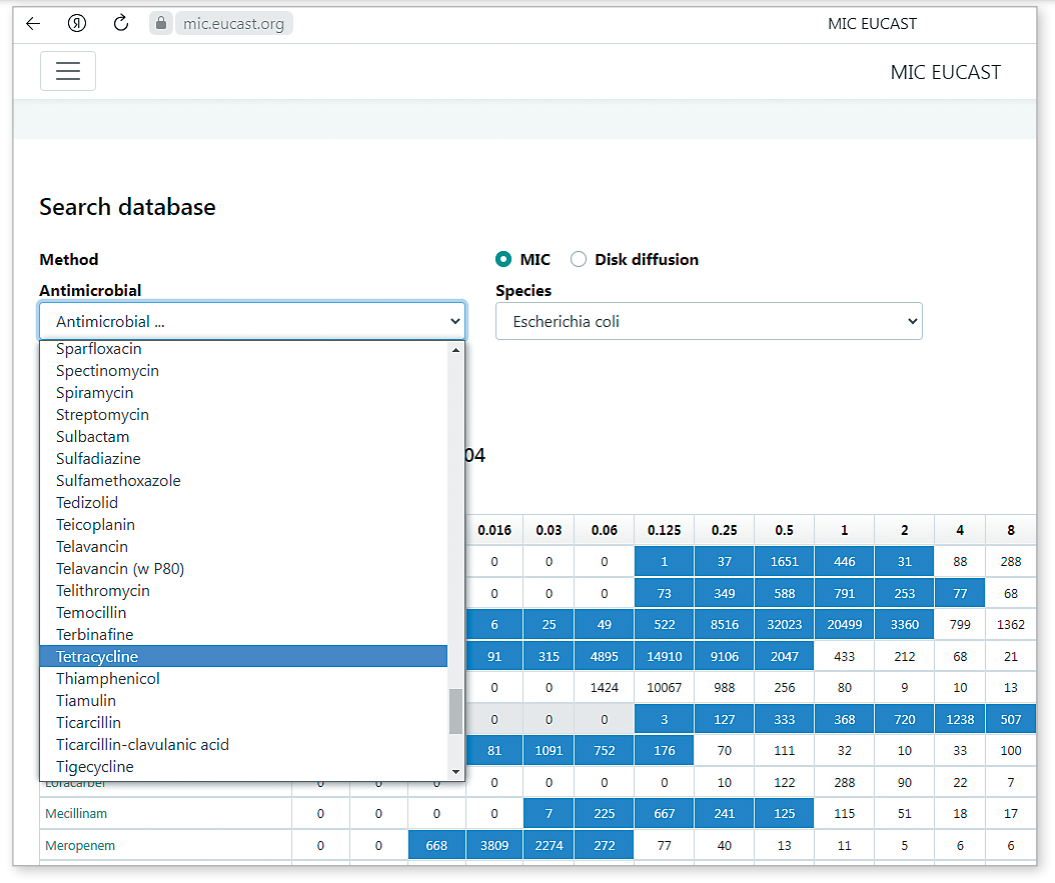 Я mic.eucast.org MIC EUCAST
MIC EUCAST
Search database
Method MIC Disk diffusion
Antimicrobial Species
Antimicrobial ... Escherichia coli
Sparfloxacin
Spectinomycin
Spiramycin
Streptomycin
Sulbactam
Sulfadiazine
Sulfamethoxazole
Tedizolid
Teicoplanin
Telavancin
Telavancin (w P80)
Telithromycin
Temocillin
Terbinafine
Tetracycline
Thiamphenicol
Tiamulin
Ticarcillin
Ticarcillin-clavulanic acid
Tigecycline
04
0.016 0.03 0.06 0.125 0.25 0.5 1 2 4 8
0 0 0 1 37 1651 446 31 88 288
0 0 0 73 349 588 791 253 77 68
6 25 49 522 8516 32023 20499 3360 799 1362
91 315 4895 14910 9106 2047 433 212 68 21
0 0 1424 10067 988 256 80 9 10 13
0 0 0 3 127 333 368 720 1238 507
81 1091 752 176 70 111 32 10 33 100
Loracarbef 0 0 0 0 0 0 0 10 122 288 90 22 7
Mecillinam 0 0 0 0 7 225 667 241 125 115 51 18 17
Meropenem 0 0 668 3809 2274 272 77 40 13 11 5 6 6